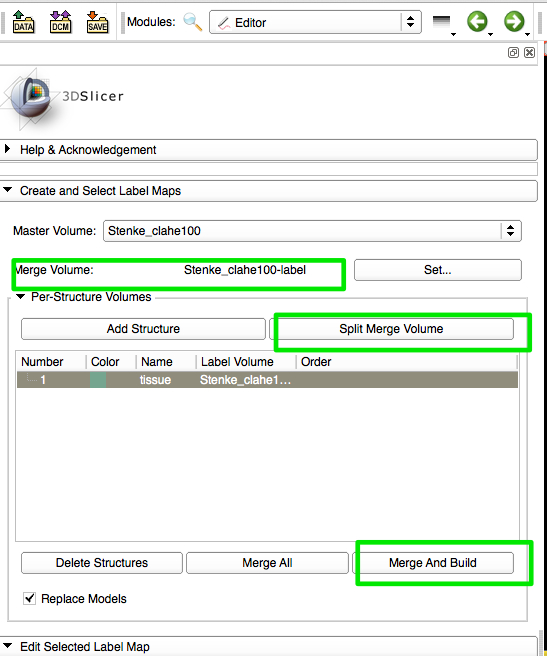 DATA DCM SAVE Modules: Editor
3DSlicer
Help & Acknowledgement
Create and Select Label Maps
Master Volume: Stenke_clahe100
Merge Volume: Stenke_clahe100-label Set...
Per-Structure Volumes
Add Structure Split Merge Volume
Number Color Name Label Volume Order
1 tissue Stenke_clahe1...
Delete Structures Merge All Merge And Build
Replace Models
Edit Selected Label Map